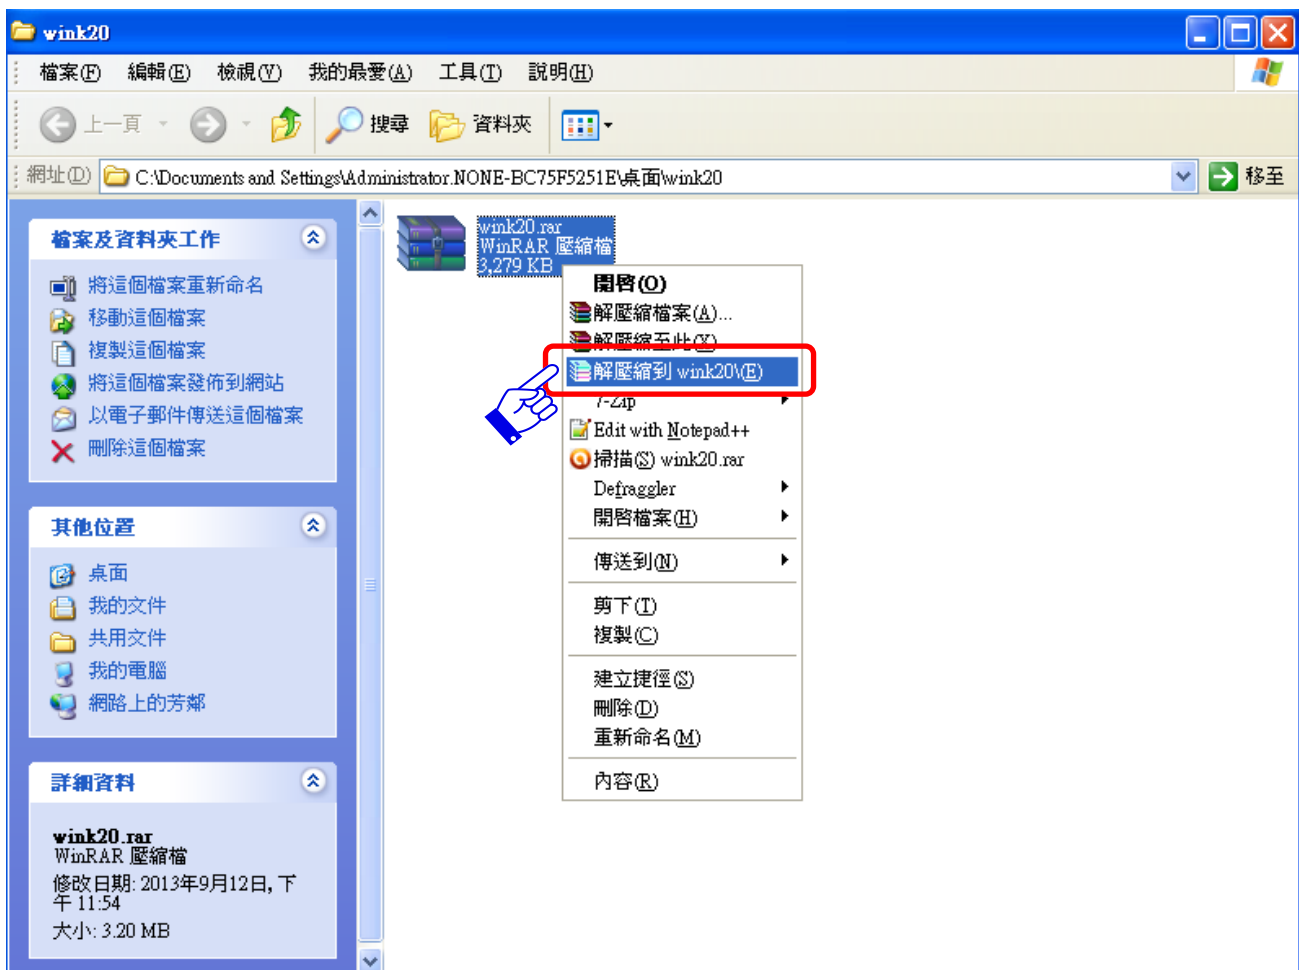 wink20
檔案(F) 編輯(E) 檢視(V) 我的最愛(A) 工具(T) 說明(H)
上一頁 搜尋 資料夾
網址(D) C:\Documents and Settings\Administrator.NONE-BC75F5251E\桌面\wink20 移至
檔案及資料夾工作
將這個檔案重新命名
移動這個檔案
複製這個檔案
將這個檔案發佈到網站
以電子郵件傳送這個檔案
刪除這個檔案
其他位置
桌面
我的文件
共用文件
我的電腦
網路上的芳鄰
詳細資料
wink20.rar
WinRAR 壓縮檔
修改日期: 2013年9月12日, 下
午 11:54
大小: 3.20 MB
wink20.rar
WinRAR 壓縮檔
3,279 KB
開啓(O)
解壓縮檔案(A)...
解壓縮至此(X)
解壓縮到 wink20\(E)
7-Zip
Edit with Notepad++
掃描(S) wink20.rar
Defraggler
開啓檔案(H)
傳送到(N)
剪下(T)
複製(C)
建立捷徑(S)
刪除(D)
重新命名(M)
內容(R)